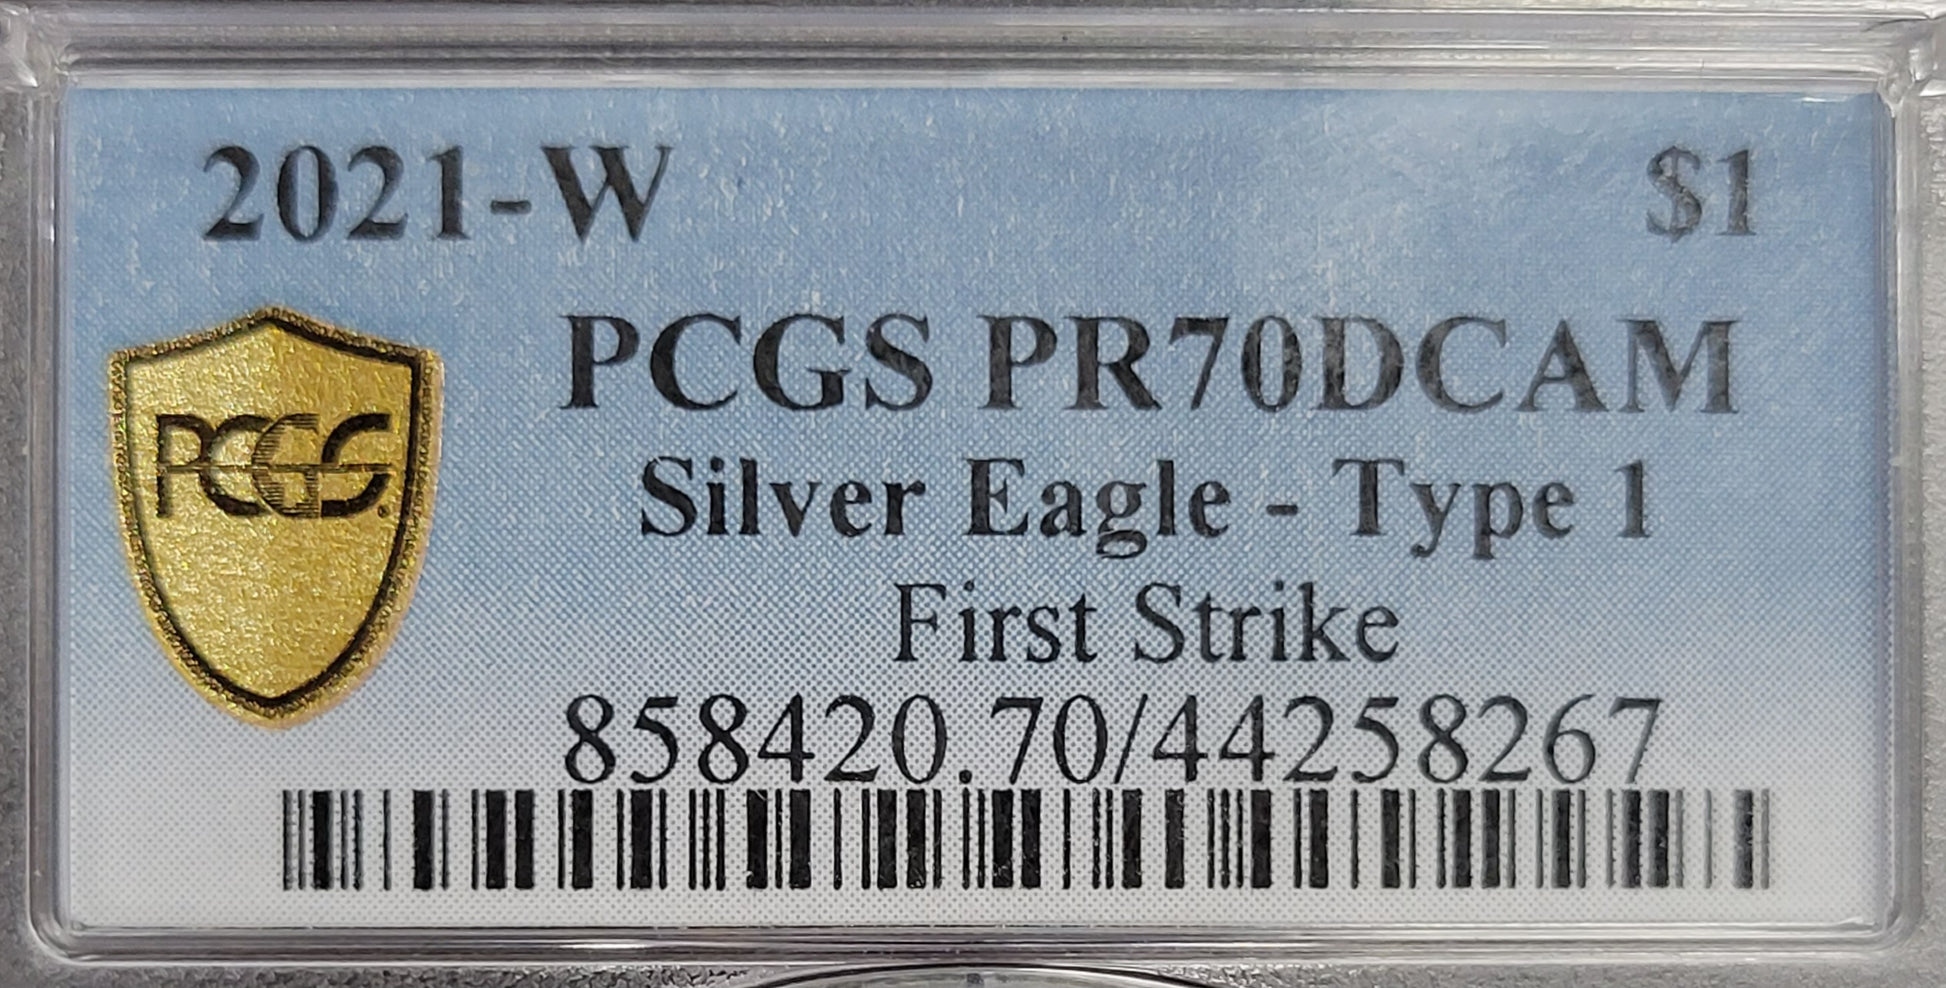 2021-W $1
PCGS PR70DCAM
PCGS
Silver Eagle - Type 1
First Strike
858420.70/44258267